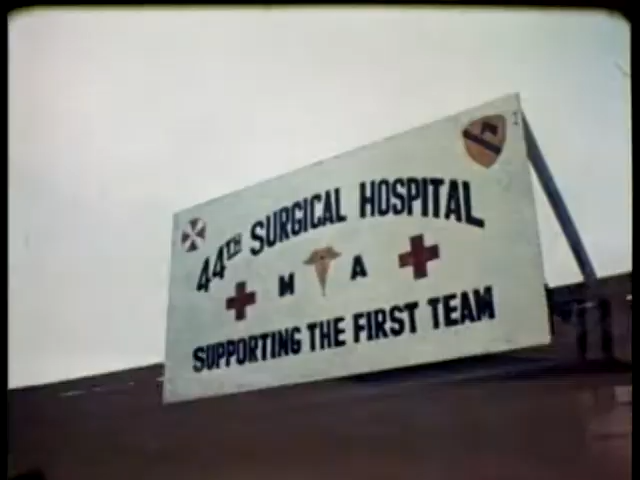 44TH SURGICAL HOSPITAL
M A
SUPPORTING THE FIRST TEAM